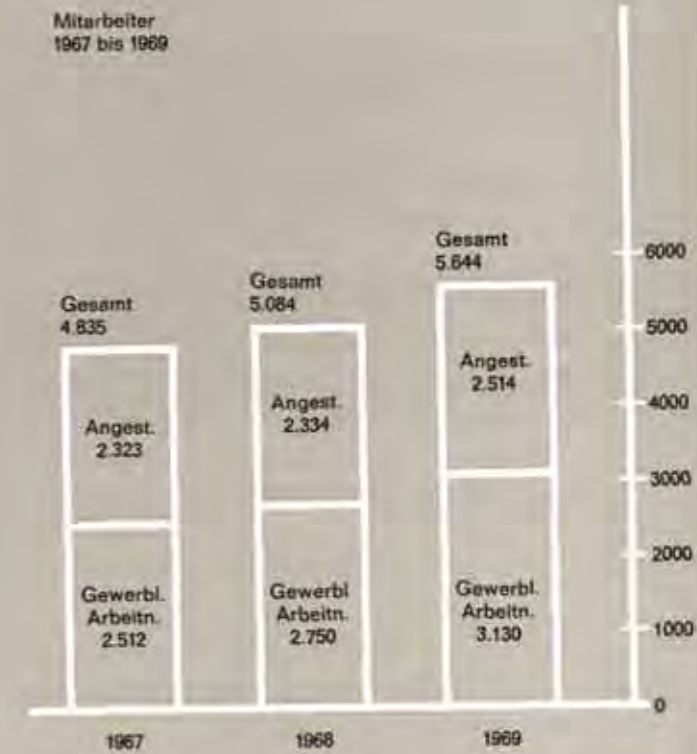 Mitarbeiter
1967 bis 1969
Gesamt
4.835
Angest.
2.323
Gewerbl.
Arbeitn.
2.512
1967
Gesamt
5.084
Angest.
2.334
Gewerbl
Arbeitn.
2.750
1968
Gesamt
5.644
Angest.
2.514
Gewerbl.
Arbeitn.
3.130
1969
6000
5000
4000
3000
2000
1000
0